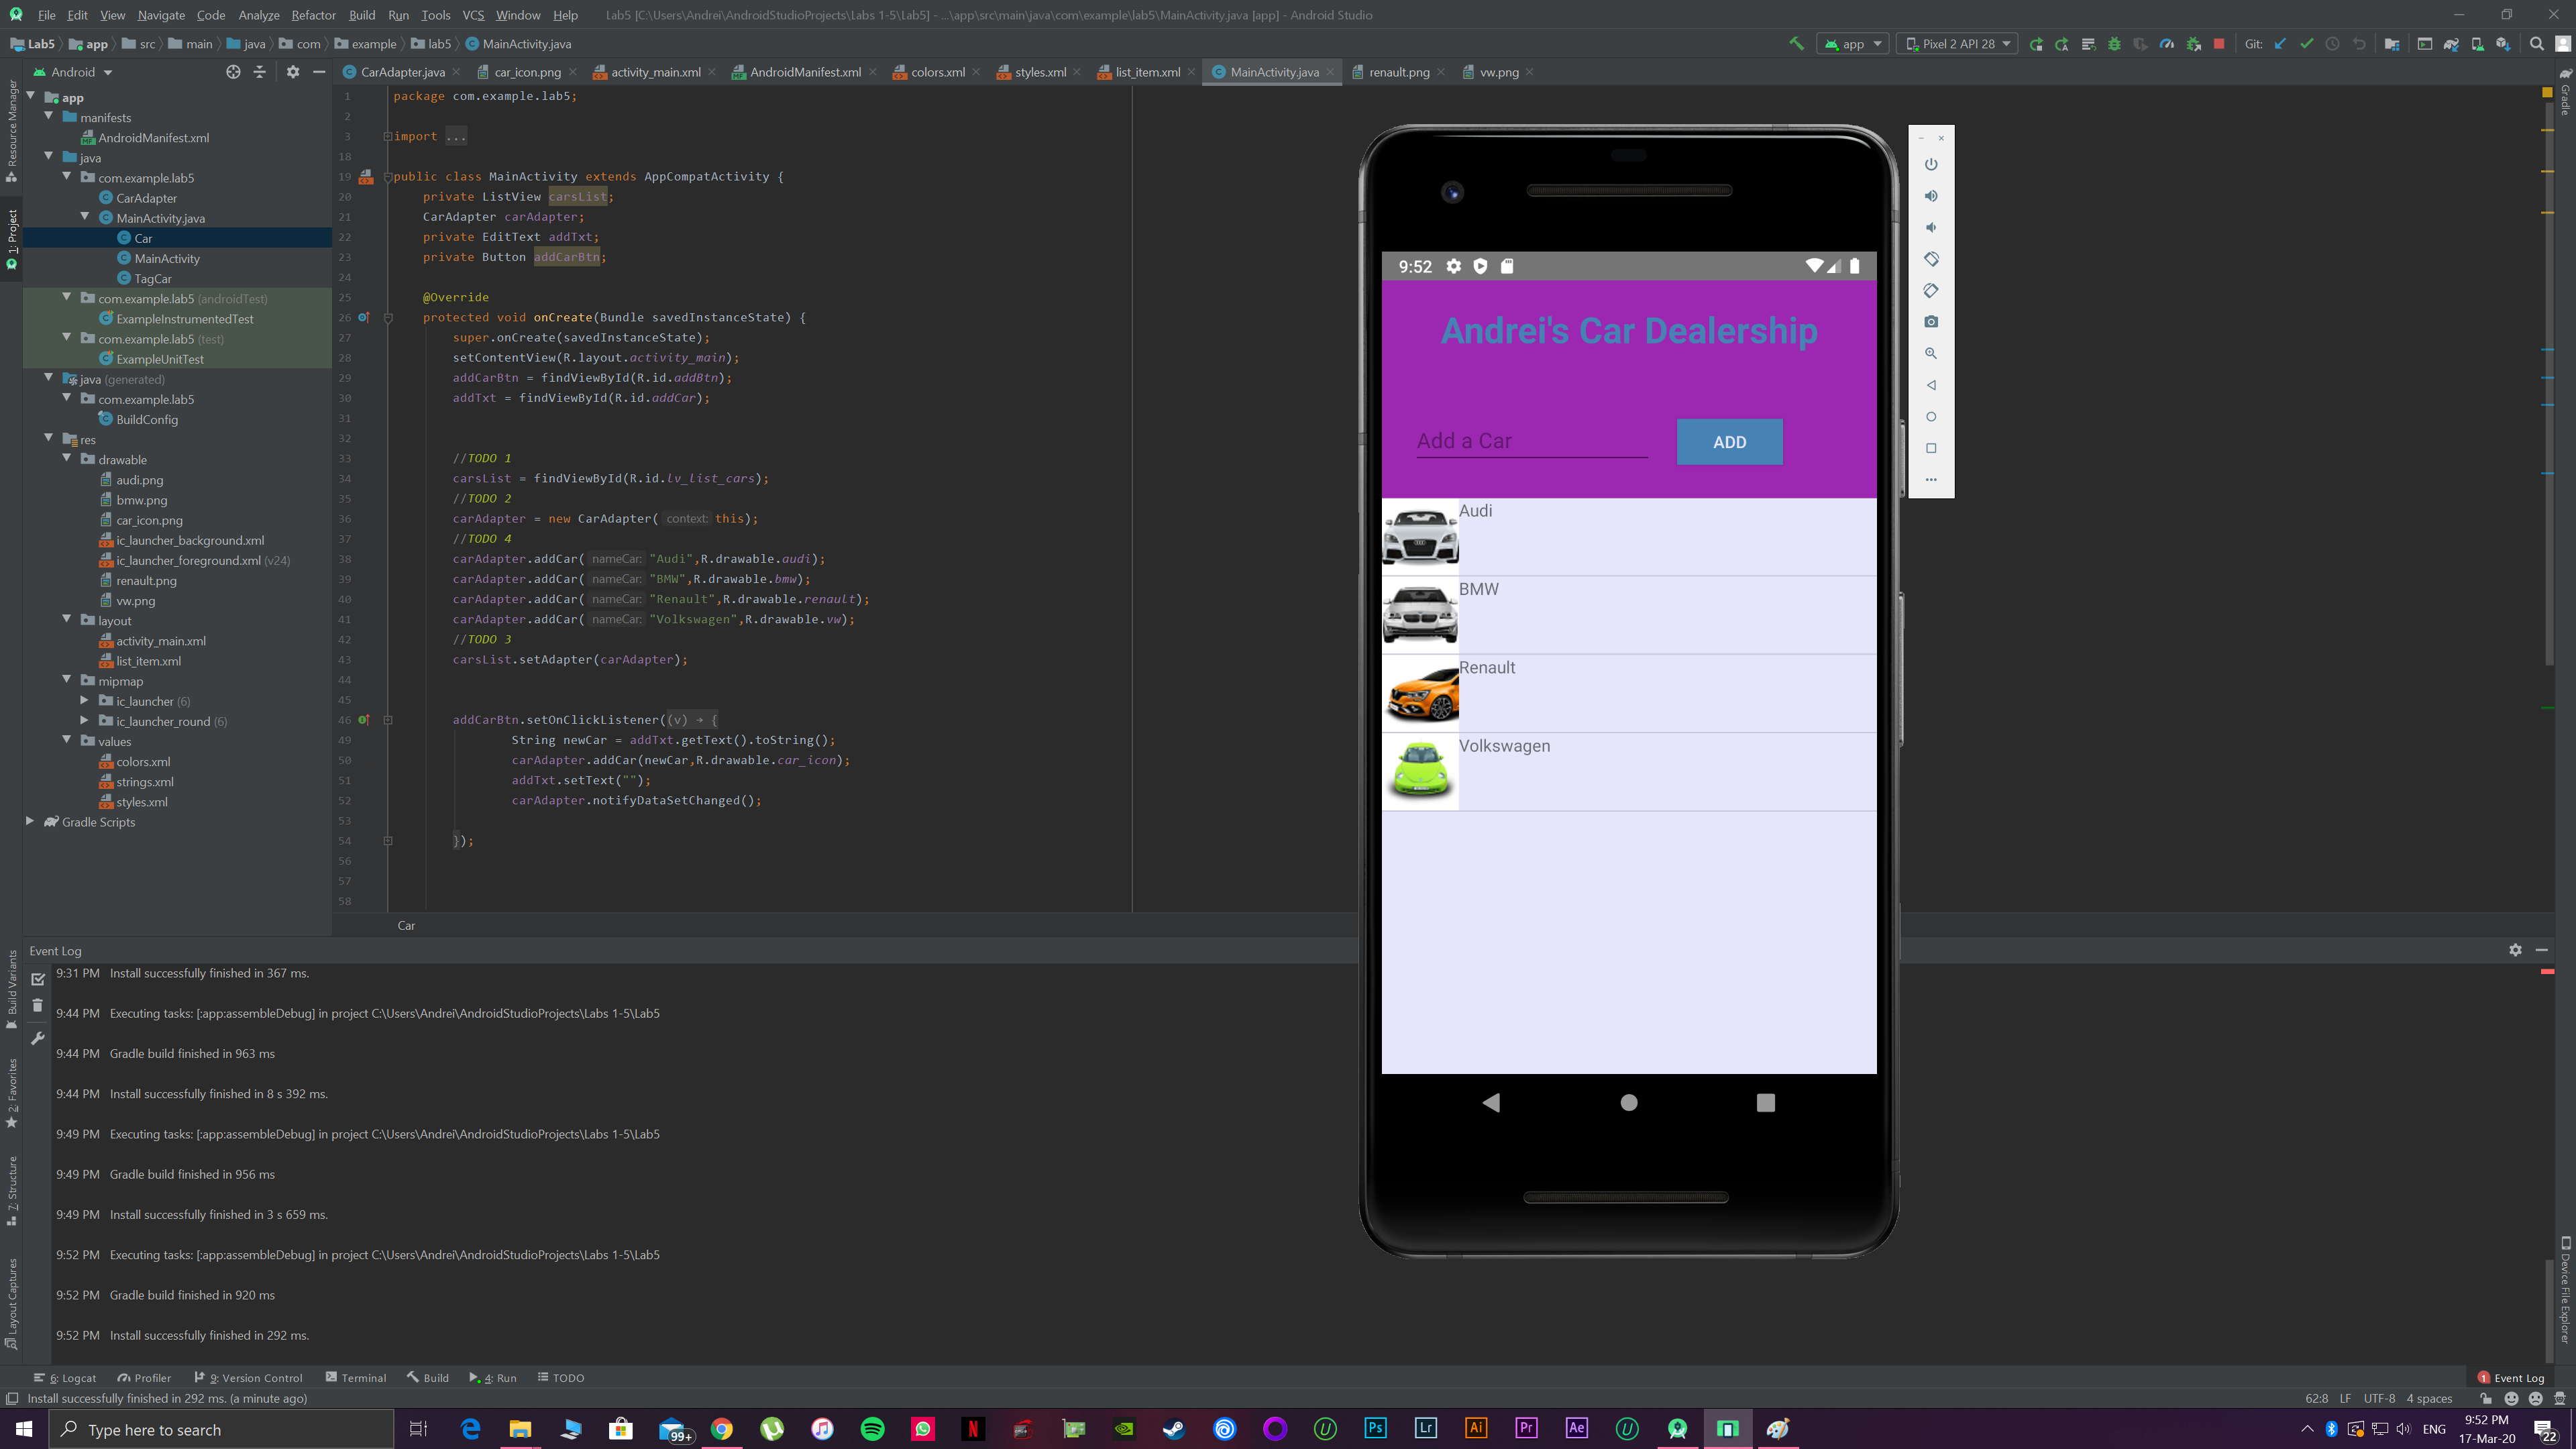 File Edit View Navigate Code Analyze Refactor Build Run Tools VCS Window Help Lab5 [C:\Users\Andrei\AndroidStudioProjects\Labs 1-5\Lab5] - ...\app\src\main\java\com\example\lab5\MainActivity.java [app] - Android Studio
Lab5 app src main java com example lab5 MainActivity.java app Pixel 2 API 28 Git:
Android CarAdapter.java car_icon.png activity_main.xml AndroidManifest.xml colors.xml styles.xml list_item.xml MainActivity.java renault.png vw.png
Resource Manager
1: Project
Build Variants
2: Favorites
7: Structure
Layout Captures
app
manifests
AndroidManifest.xml
java
com.example.lab5
CarAdapter
MainActivity.java
Car
MainActivity
TagCar
com.example.lab5 (androidTest)
ExampleInstrumentedTest
com.example.lab5 (test)
ExampleUnitTest
java (generated)
com.example.lab5
BuildConfig
res
drawable
audi.png
bmw.png
car_icon.png
ic_launcher_background.xml
ic_launcher_foreground.xml (v24)
renault.png
vw.png
layout
activity_main.xml
list_item.xml
mipmap
ic_launcher (6)
ic_launcher_round (6)
values
colors.xml
strings.xml
styles.xml
Gradle Scripts
1 package com.example.lab5;
2
3 import ...
18
19 public class MainActivity extends AppCompatActivity {
20 private ListView carsList;
21 CarAdapter carAdapter;
22 private EditText addTxt;
23 private Button addCarBtn;
24
25 @Override
26 protected void onCreate(Bundle savedInstanceState) {
27 super.onCreate(savedInstanceState);
28 setContentView(R.layout.activity_main);
29 addCarBtn = findViewById(R.id.addBtn);
30 addTxt = findViewById(R.id.addCar);
31
32
33 //TODO 1
34 carsList = findViewById(R.id.lv_list_cars);
35 //TODO 2
36 carAdapter = new CarAdapter( context: this);
37 //TODO 4
38 carAdapter.addCar( nameCar: "Audi",R.drawable.audi);
39 carAdapter.addCar( nameCar: "BMW",R.drawable.bmw);
40 carAdapter.addCar( nameCar: "Renault",R.drawable.renault);
41 carAdapter.addCar( nameCar: "Volkswagen",R.drawable.vw);
42 //TODO 3
43 carsList.setAdapter(carAdapter);
44
45
46 addCarBtn.setOnClickListener((v) → {
49 String newCar = addTxt.getText().toString();
50 carAdapter.addCar(newCar,R.drawable.car_icon);
51 addTxt.setText("");
52 carAdapter.notifyDataSetChanged();
53
54 });
56
57
58
Car
9:52
Andrei's Car Dealership
Add a Car ADD
Audi
BMW
Renault
Volkswagen
Gradle
Device File Explorer
Event Log
9:31 PM Install successfully finished in 367 ms.
9:44 PM Executing tasks: [:app:assembleDebug] in project C:\Users\Andrei\AndroidStudioProjects\Labs 1-5\Lab5
9:44 PM Gradle build finished in 963 ms
9:44 PM Install successfully finished in 8 s 392 ms.
9:49 PM Executing tasks: [:app:assembleDebug] in project C:\Users\Andrei\AndroidStudioProjects\Labs 1-5\Lab5
9:49 PM Gradle build finished in 956 ms
9:49 PM Install successfully finished in 3 s 659 ms.
9:52 PM Executing tasks: [:app:assembleDebug] in project C:\Users\Andrei\AndroidStudioProjects\Labs 1-5\Lab5
9:52 PM Gradle build finished in 920 ms
9:52 PM Install successfully finished in 292 ms.
6: Logcat Profiler 9: Version Control Terminal Build 4: Run TODO 1 Event Log
Install successfully finished in 292 ms. (a minute ago) 62:8 LF UTF-8 4 spaces
Type here to search 99+ N Ps Lr Ai Pr Ae ENG 9:52 PM
17-Mar-20 22